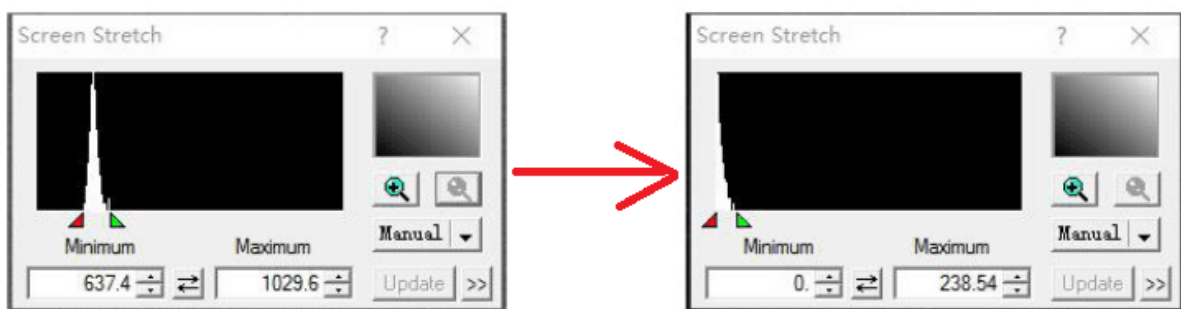 Screen Stretch ? ×
Minimum Maximum Manual
637.4 1029.6 Update >>
Screen Stretch ? ×
Minimum Maximum Manual
0. 238.54 Update >>